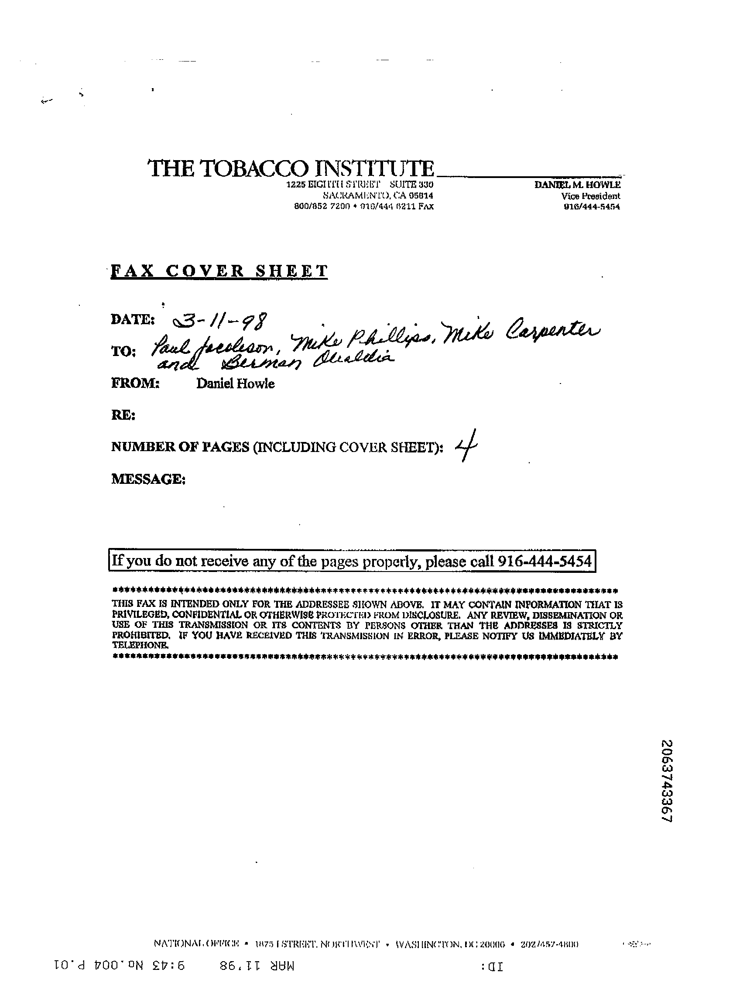 THE TOBACCO INSTITUTE
1225 EIGHTH STREET SUITE 330
SACRAMENTO, CA 95814
800/852 7200 • 916/444 6211 FAX
DANIEL M. HOWLE
Vice President
916/444-5454
FAX COVER SHEET
DATE: 3-11-98
TO: Paul Jacobson, Mike Phillips, Mike Carpenter
and
FROM: Daniel Howle
RE:
NUMBER OF PAGES (INCLUDING COVER SHEET): 4
MESSAGE:
If you do not receive any of the pages properly, please call 916-444-5454
THIS FAX IS INTENDED ONLY FOR THE ADDRESSEE SHOWN ABOVE. IT MAY CONTAIN INFORMATION THAT IS
PRIVILEGED, CONFIDENTIAL OR OTHERWISE PROTECTED FROM DISCLOSURE. ANY REVIEW, DISSEMINATION OR
USE OF THIS TRANSMISSION OR ITS CONTENTS BY PERSONS OTHER THAN THE ADDRESSEE IS STRICTLY
PROHIBITED. IF YOU HAVE RECEIVED THIS TRANSMISSION IN ERROR, PLEASE NOTIFY US IMMEDIATELY BY
TELEPHONE.
2063743367
NATIONAL OFFICE • 1875 I STREET, NORTHWEST • WASHINGTON, DC 20006 • 202/457-4800
ID: MAR 11'98 9:43 No.004 P.01